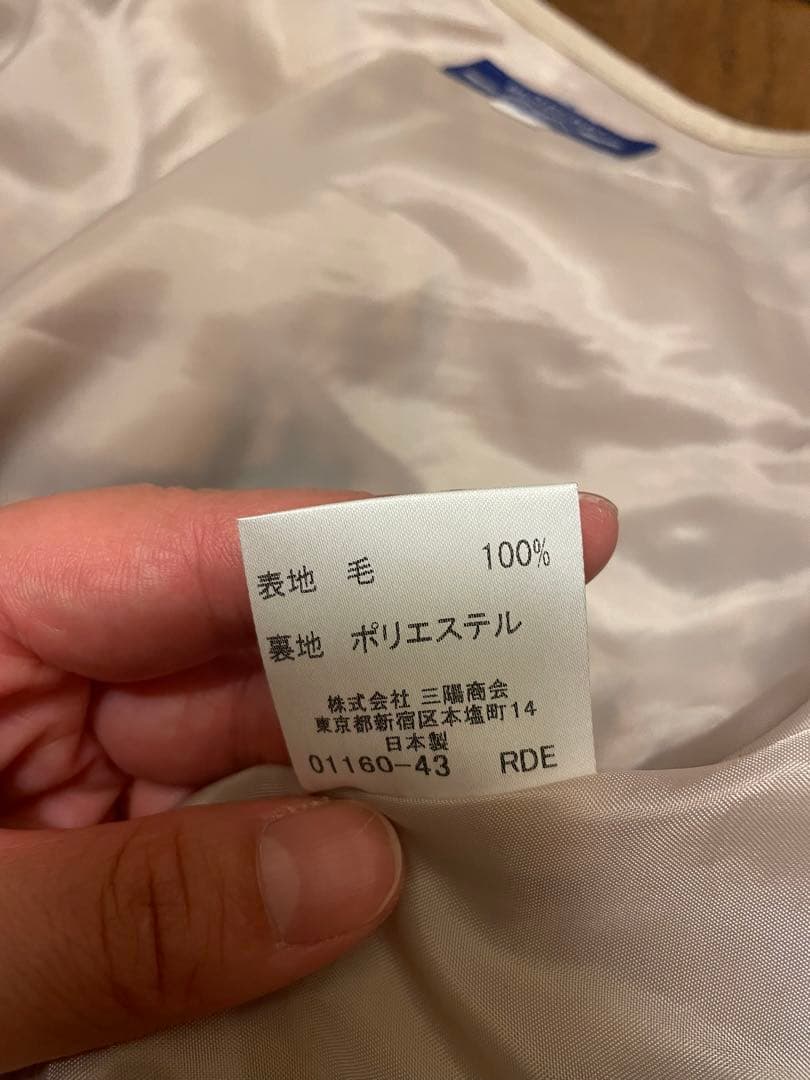 表地 毛 100%
裏地 ポリエステル
株式会社 三陽商会
東京都新宿区本塩町14
日本製
01160-43 RDE